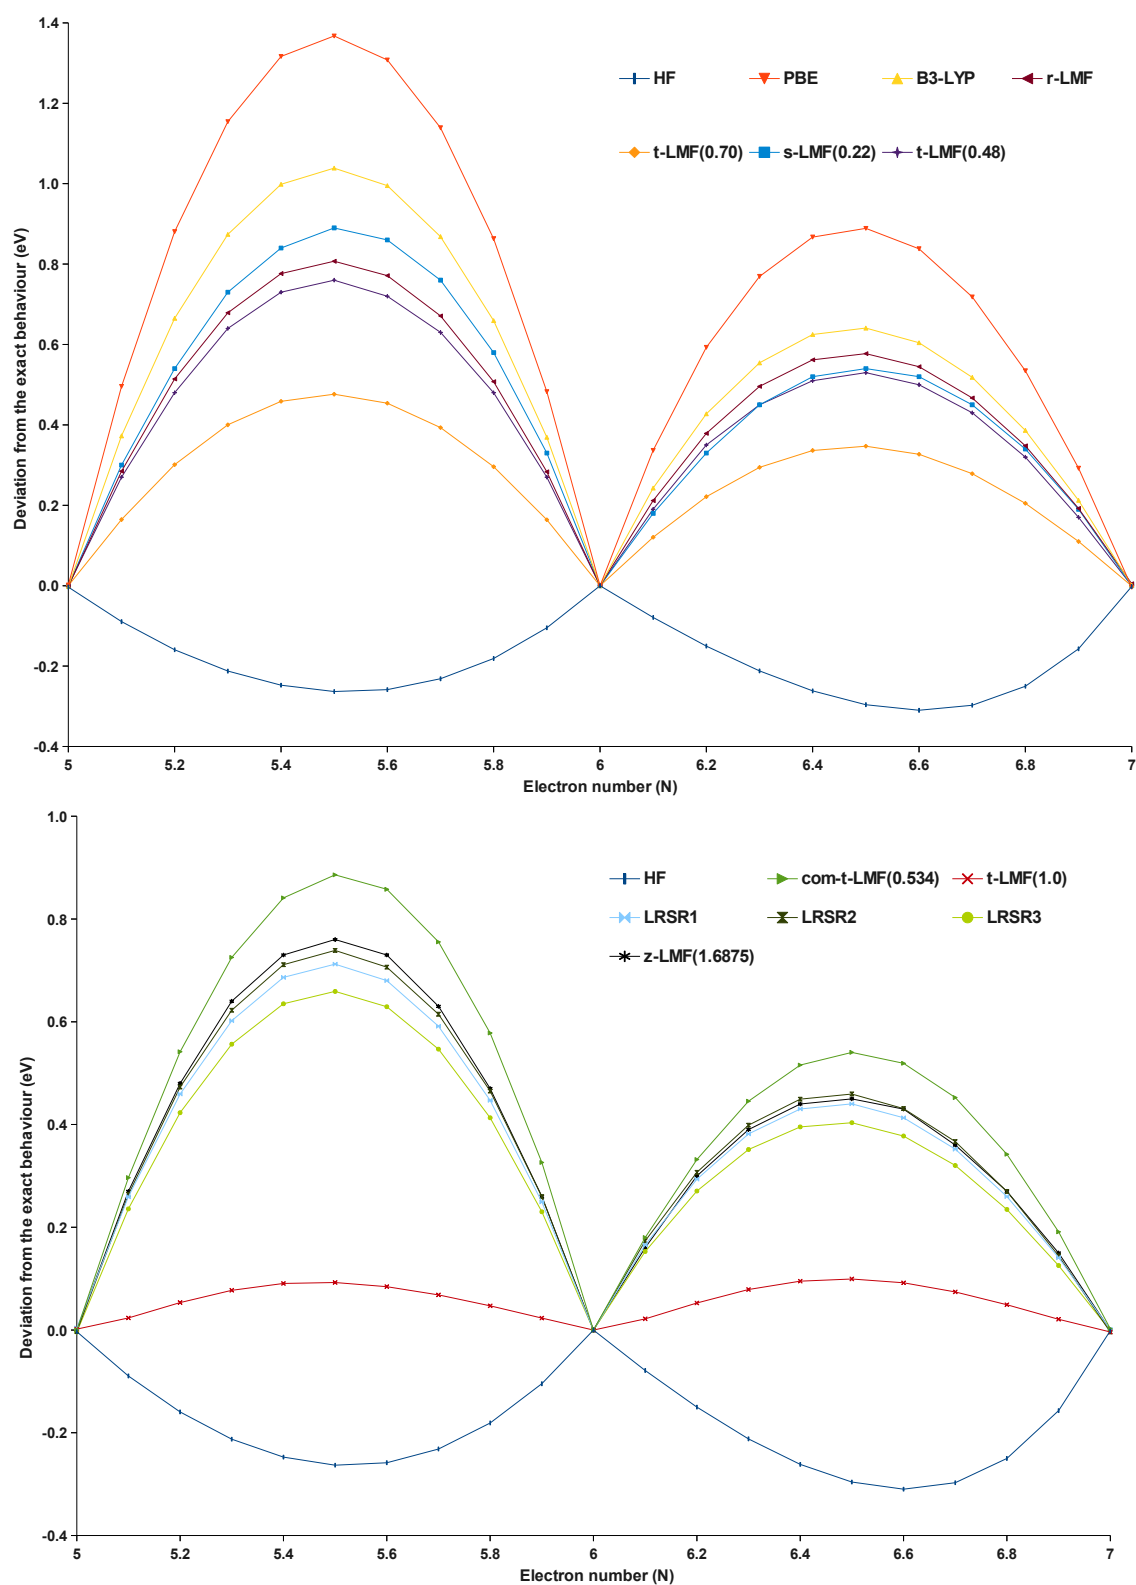 1.4
1.2
1.0
0.8
0.6
0.4
0.2
0.0
-0.2
-0.4
Deviation from the exact behaviour (eV)
HF PBE B3-LYP r-LMF
t-LMF(0.70) s-LMF(0.22) t-LMF(0.48)
5 5.2 5.4 5.6 5.8 6 6.2 6.4 6.6 6.8 7
Electron number (N)
1.0
0.8
0.6
0.4
0.2
0.0
-0.2
-0.4
Deviation from the exact behaviour (eV)
HF com-t-LMF(0.534) t-LMF(1.0)
LRSR1 LRSR2 LRSR3
z-LMF(1.6875)
5 5.2 5.4 5.6 5.8 6 6.2 6.4 6.6 6.8 7
Electron number (N)